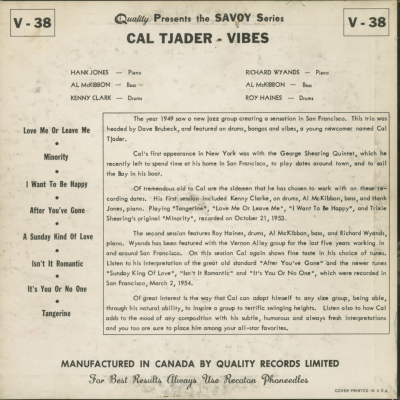 V - 38
Quality Presents the SAVOY Series
V - 38
CAL TJADER - VIBES
HANK JONES — Piano
AL McKIBBON — Bass
KENNY CLARK — Drums
RICHARD WYANDS — Piano
AL McKIBBON — Bass
ROY HAINES — Drums
Love Me Or Leave Me
•
Minority
•
I Want To Be Happy
•
After You've Gone
•
A Sunday Kind Of Love
•
Isn't It Romantic
•
It's You Or No One
•
Tangerine
The year 1949 saw a new jazz group creating a sensation in San Francisco. This trio was
headed by Dave Brubeck, and featured on drums, bongos and vibes, a young newcomer named Cal
Tjader.
Cal's first appearance in New York was with the George Shearing Quintet, which he
recently left to spend time at his home in San Francisco, to play dates around town, and to sail
the Bay in his boat.
Of tremendous aid to Cal are the sidemen that he has chosen to work with on these re-
cording dates. His first session included Kenny Clarke, on drums, Al McKibbon, bass, and Hank
Jones, piano. Playing "Tangerine", "Love Me Or Leave Me", "I Want To Be Happy", and Trixie
Shearing's original "Minority", recorded on October 21, 1953.
The second session features Roy Haines, drums, Al McKibbon, bass, and Richard Wyands,
piano. Wyands has been featured with the Vernon Alley group for the last five years working in
and around San Francisco. On this session Cal again shows fine taste in his choice of tunes.
Listen to his interpretation of the great old standard "After You've Gone" and the newer tunes
"Sunday Kind Of Love", "Isn't It Romantic" and "It's You Or No One", which were recorded in
San Francisco, March 2, 1954.
Of great interest is the way that Cal can adapt himself to any size group, being able,
through his natural ability, to inspire a group to terrific swinging heights. Listen also to how Cal
adds to the mood of any composition with his subtle, humorous and always fresh interpretations
and you too are sure to place him among your all-star favorites.
MANUFACTURED IN CANADA BY QUALITY RECORDS LIMITED
For Best Results Always Use Recoton Phoneedles
COVER PRINTED IN U.S.A.